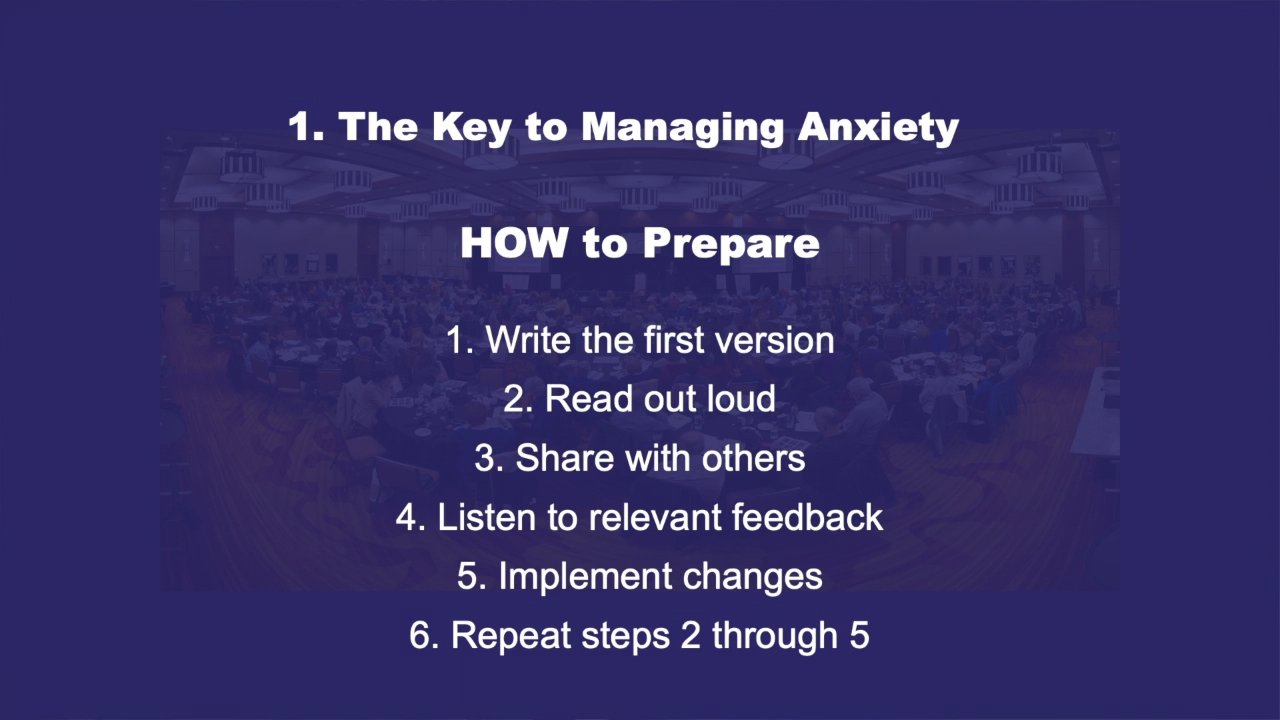 1. The Key to Managing Anxiety
HOW to Prepare
1. Write the first version
2. Read out loud
3. Share with others
4. Listen to relevant feedback
5. Implement changes
6. Repeat steps 2 through 5